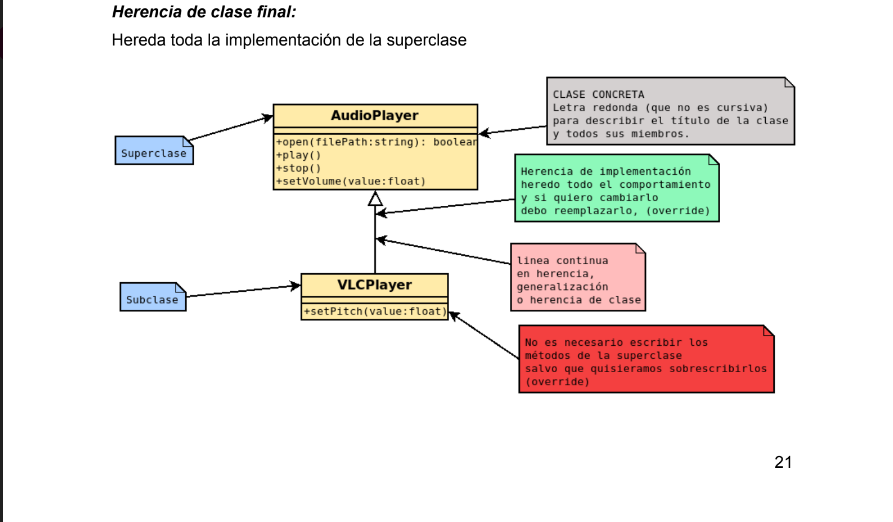 Herencia de clase final:
Hereda toda la implementación de la superclase
Superclase
AudioPlayer
+open(filePath:string): boolean
+play()
+stop()
+setVolume(value:float)
CLASE CONCRETA
Letra redonda (que no es cursiva)
para describir el título de la clase
y todos sus miembros.
Herencia de implementación
heredo todo el comportamiento
y si quiero cambiarlo
debo reemplazarlo, (override)
linea continua
en herencia,
generalización
o herencia de clase
Subclase
VLCPlayer
+setPitch(value:float)
No es necesario escribir los
métodos de la superclase
salvo que quisieramos sobrescribirlos
(override)
21